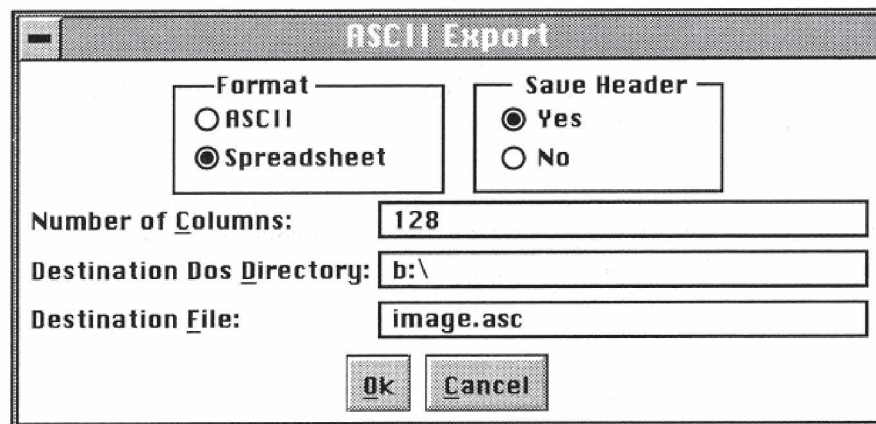 ASCII Export
Format
ASCII
Spreadsheet
Save Header
Yes
No
Number of Columns: 128
Destination Dos Directory: b:\
Destination File: image.asc
Ok Cancel